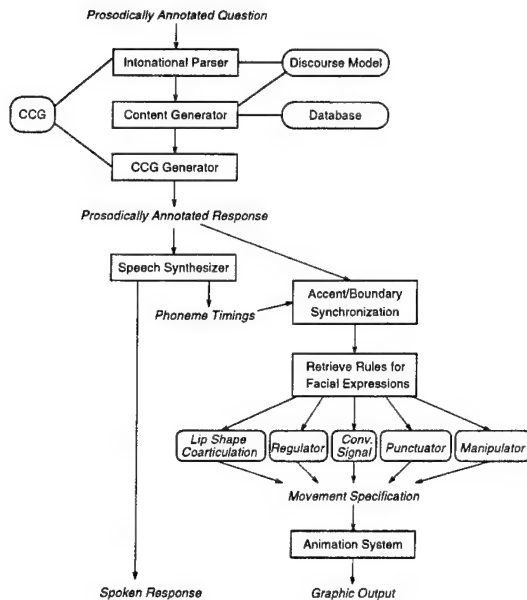 Prosodically Annotated Question
Intonational Parser
Discourse Model
CCG
Content Generator
Database
CCG Generator
Prosodically Annotated Response
Speech Synthesizer
Phoneme Timings
Accent/Boundary
Synchronization
Retrieve Rules for
Facial Expressions
Lip Shape
Coarticulation
Regulator
Conv.
Signal
Punctuator
Manipulator
Movement Specification
Animation System
Spoken Response
Graphic Output